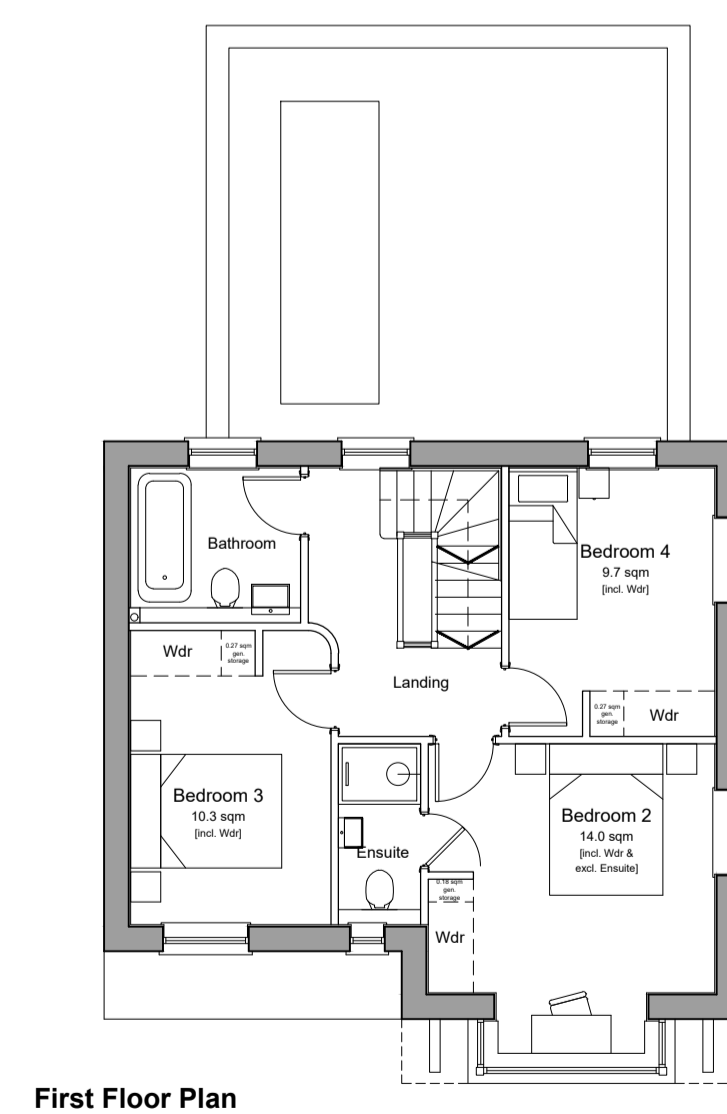 Bathroom
Bedroom 4
9.7 sqm
[incl. Wdr]
Wdr
0.27 sqm
gen.
storage
Landing
0.27 sqm
gen.
storage
Wdr
Bedroom 3
10.3 sqm
[incl. Wdr]
Bedroom 2
14.0 sqm
[incl. Wdr &
excl. Ensuite]
Ensuite
0.18 sqm
gen.
storage
Wdr
First Floor Plan